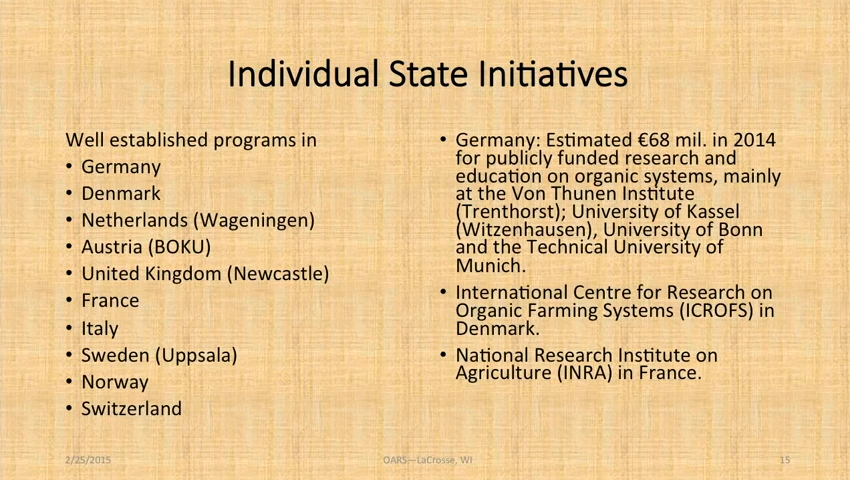 Individual State Initiatives
Well established programs in
• Germany
• Denmark
• Netherlands (Wageningen)
• Austria (BOKU)
• United Kingdom (Newcastle)
• France
• Italy
• Sweden (Uppsala)
• Norway
• Switzerland
• Germany: Estimated €68 mil. in 2014
for publicly funded research and
education on organic systems, mainly
at the Von Thunen Institute
(Trenthorst); University of Kassel
(Witzenhausen), University of Bonn
and the Technical University of
Munich.
• International Centre for Research on
Organic Farming Systems (ICROFS) in
Denmark.
• National Research Institute on
Agriculture (INRA) in France.
2/25/2015
OARS—LaCrosse, WI
15